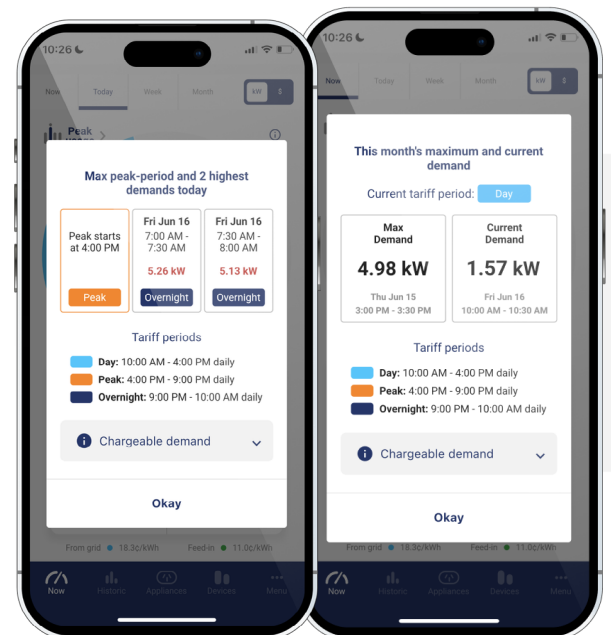 10:26
Now Today Week Month kW $
Peak
Max peak-period and 2 highest
demands today
Peak starts
at 4:00 PM
Peak
Fri Jun 16
7:00 AM -
7:30 AM
5.26 kW
Overnight
Fri Jun 16
7:30 AM -
8:00 AM
5.13 kW
Overnight
Tariff periods
Day: 10:00 AM - 4:00 PM daily
Peak: 4:00 PM - 9:00 PM daily
Overnight: 9:00 PM - 10:00 AM daily
Chargeable demand
Okay
From grid 18.3¢/kWh Feed-in 11.0¢/kWh
Now Historic Appliances Devices Menu
10:26
Now Today Week Month kW $
This month's maximum and current
demand
Current tariff period: Day
Max
Demand
4.98 kW
Thu Jun 15
3:00 PM - 3:30 PM
Current
Demand
1.57 kW
Fri Jun 16
10:00 AM - 10:30 AM
Tariff periods
Day: 10:00 AM - 4:00 PM daily
Peak: 4:00 PM - 9:00 PM daily
Overnight: 9:00 PM - 10:00 AM daily
Chargeable demand
Okay
From grid 18.3¢/kWh Feed-in 11.0¢/kWh
Now Historic Appliances Devices Menu